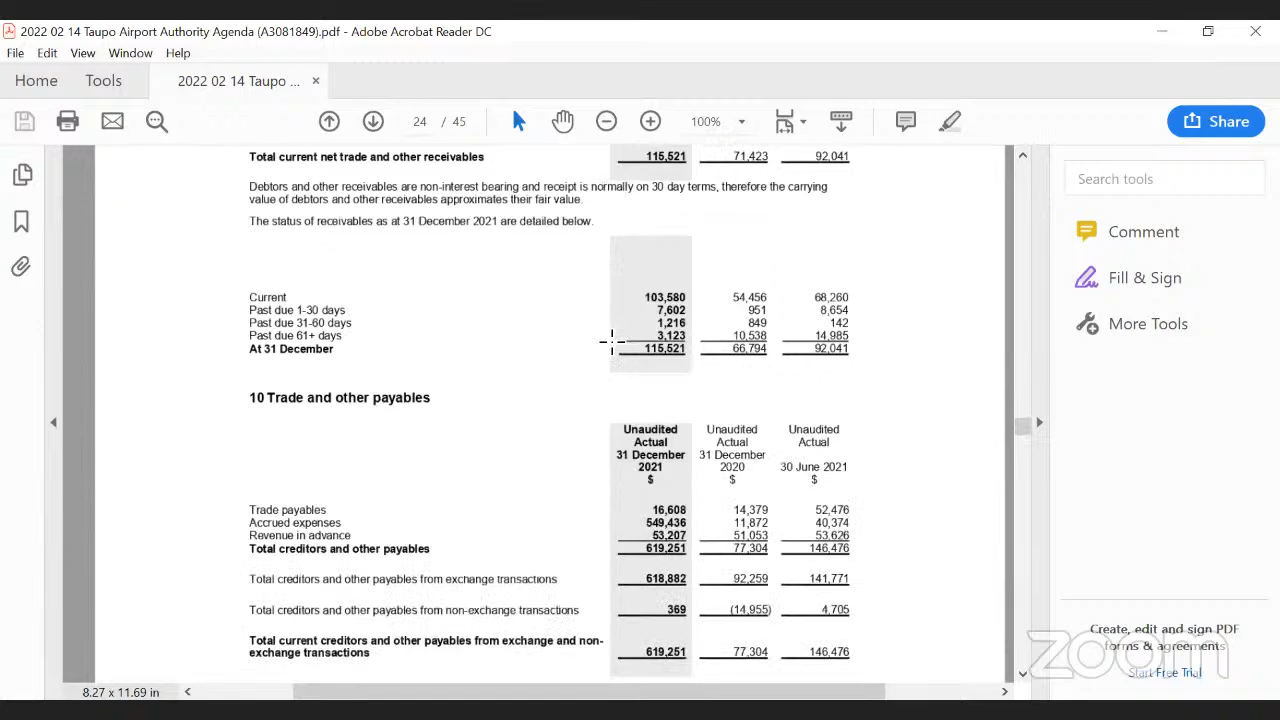 2022 02 14 Taupo Airport Authority Agenda (A3081849).pdf - Adobe Acrobat Reader DC
File Edit View Window Help
Home Tools 2022 02 14 Taupo ... ×
24 / 45 100% Share
Total current net trade and other receivables 115,521 71,423 92,041
Debtors and other receivables are non-interest bearing and receipt is normally on 30 day terms, therefore the carrying
value of debtors and other receivables approximates their fair value.
The status of receivables as at 31 December 2021 are detailed below.
Current 103,580 54,456 68,260
Past due 1-30 days 7,602 951 8,654
Past due 31-60 days 1,216 849 142
Past due 61+ days 3,123 10,538 14,985
At 31 December 115,521 66,794 92,041
10 Trade and other payables
Unaudited Unaudited Unaudited
Actual Actual Actual
31 December 31 December
2021 2020 30 June 2021
$ $ $
Trade payables 16,608 14,379 52,476
Accrued expenses 549,436 11,872 40,374
Revenue in advance 53,207 51,053 53,626
Total creditors and other payables 619,251 77,304 146,476
Total creditors and other payables from exchange transactions 618,882 92,259 141,771
Total creditors and other payables from non-exchange transactions 369 (14,955) 4,705
Total current creditors and other payables from exchange and non-
exchange transactions 619,251 77,304 146,476
8.27 x 11.69 in
Search tools
Comment
Fill & Sign
More Tools
Create, edit and sign PDF
forms & agreements
Start Free Trial
zoom